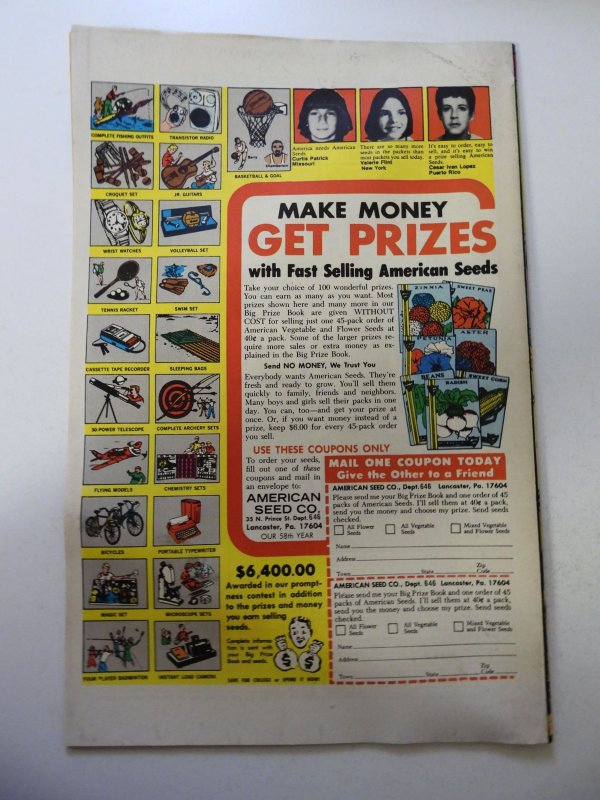 COMPLETE FISHING OUTFITS
TRANSISTOR RADIO
CROQUET SET
JR. GUITARS
WRIST WATCHES
VOLLEYBALL SET
TENNIS RACKET
SWIM SET
CASSETTE TAPE RECORDER
SLEEPING BAGS
30-POWER TELESCOPE
COMPLETE ARCHERY SETS
FLYING MODELS
CHEMISTRY SETS
BICYCLES
PORTABLE TYPEWRITER
MAGIC SET
MICROSCOPE SETS
FOUR PLAYER BADMINTON
INSTANT LOAD CAMERA
BASKETBALL & GOAL
America needs American
Seeds
Curtis Patrick
Missouri
There are so many more
seeds in the packets than
most packets you sell today.
Valerie Flint
New York
It's easy to order, easy to
sell, and it's easy to win
a prize selling American
Seeds.
Cesar Ivan Lopez
Puerto Rico
MAKE MONEY
GET PRIZES
with Fast Selling American Seeds
Take your choice of 100 wonderful prizes.
You can earn as many as you want. Most
prizes shown here and many more in our
Big Prize Book are given WITHOUT
COST for selling just one 45-pack order of
American Vegetable and Flower Seeds at
40¢ a pack. Some of the larger prizes re-
quire more sales or extra money as ex-
plained in the Big Prize Book.
Send NO MONEY, We Trust You
Everybody wants American Seeds. They're
fresh and ready to grow. You'll sell them
quickly to family, friends and neighbors.
Many boys and girls sell their packs in one
day. You can, too—and get your prize at
once. Or, if you want money instead of a
prize, keep $6.00 for every 45-pack order
you sell.
ZINNIA
SWEET PEAS
PETUNIA
ASTER
BEANS
RADISH
SWEET CORN
USE THESE COUPONS ONLY
To order your seeds,
fill out one of these
coupons and mail in
an envelope to:
AMERICAN
SEED CO.
35 N. Prince St. Dept. 646
Lancaster, Pa. 17604
OUR 58th YEAR
$6,400.00
Awarded in our prompt-
ness contest in addition
to the prizes and money
you earn selling
seeds.
Complete informa-
tion is sent with
your Big Prize
Book and seeds.
$ $
SAVE FOR COLLEGE or SPEND IT NOW!
MAIL ONE COUPON TODAY
Give the Other to a Friend
AMERICAN SEED CO., Dept. 646 Lancaster, Pa. 17604
Please send me your Big Prize Book and one order of 45
packs of American Seeds. I'll sell them at 40¢ a pack,
send you the money and choose my prize. Send seeds
checked.
All Flower Seeds
All Vegetable Seeds
Mixed Vegetable and Flower Seeds
Name
Address
Town State Zip Code
AMERICAN SEED CO., Dept. 646 Lancaster, Pa. 17604
Please send me your Big Prize Book and one order of 45
packs of American Seeds. I'll sell them at 40¢ a pack,
send you the money and choose my prize. Send seeds
checked.
All Flower Seeds
All Vegetable Seeds
Mixed Vegetable and Flower Seeds
Name
Address
Town State Zip Code